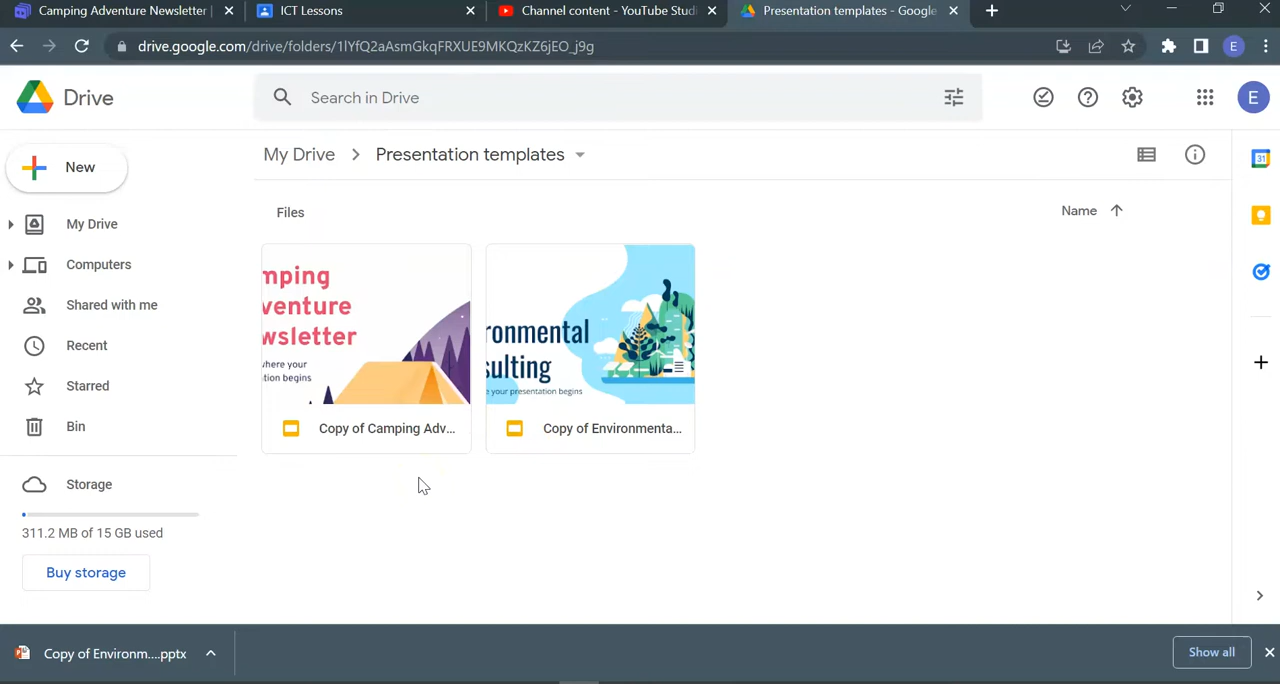 Camping Adventure Newsletter
ICT Lessons
Channel content - YouTube Studi
Presentation templates - Google
drive.google.com/drive/folders/1lYfQ2aAsmGkqFRXUE9MKQzKZ6jEO_j9g
E
Drive
Search in Drive
E
New
My Drive
Computers
Shared with me
Recent
Starred
Bin
Storage
311.2 MB of 15 GB used
Buy storage
My Drive > Presentation templates
Files
Name
mping
venture
wsletter
where your
tion begins
Copy of Camping Adv...
ronmental
sulting
e your presentation begins
Copy of Environmenta...
31
Copy of Environm....pptx
Show all